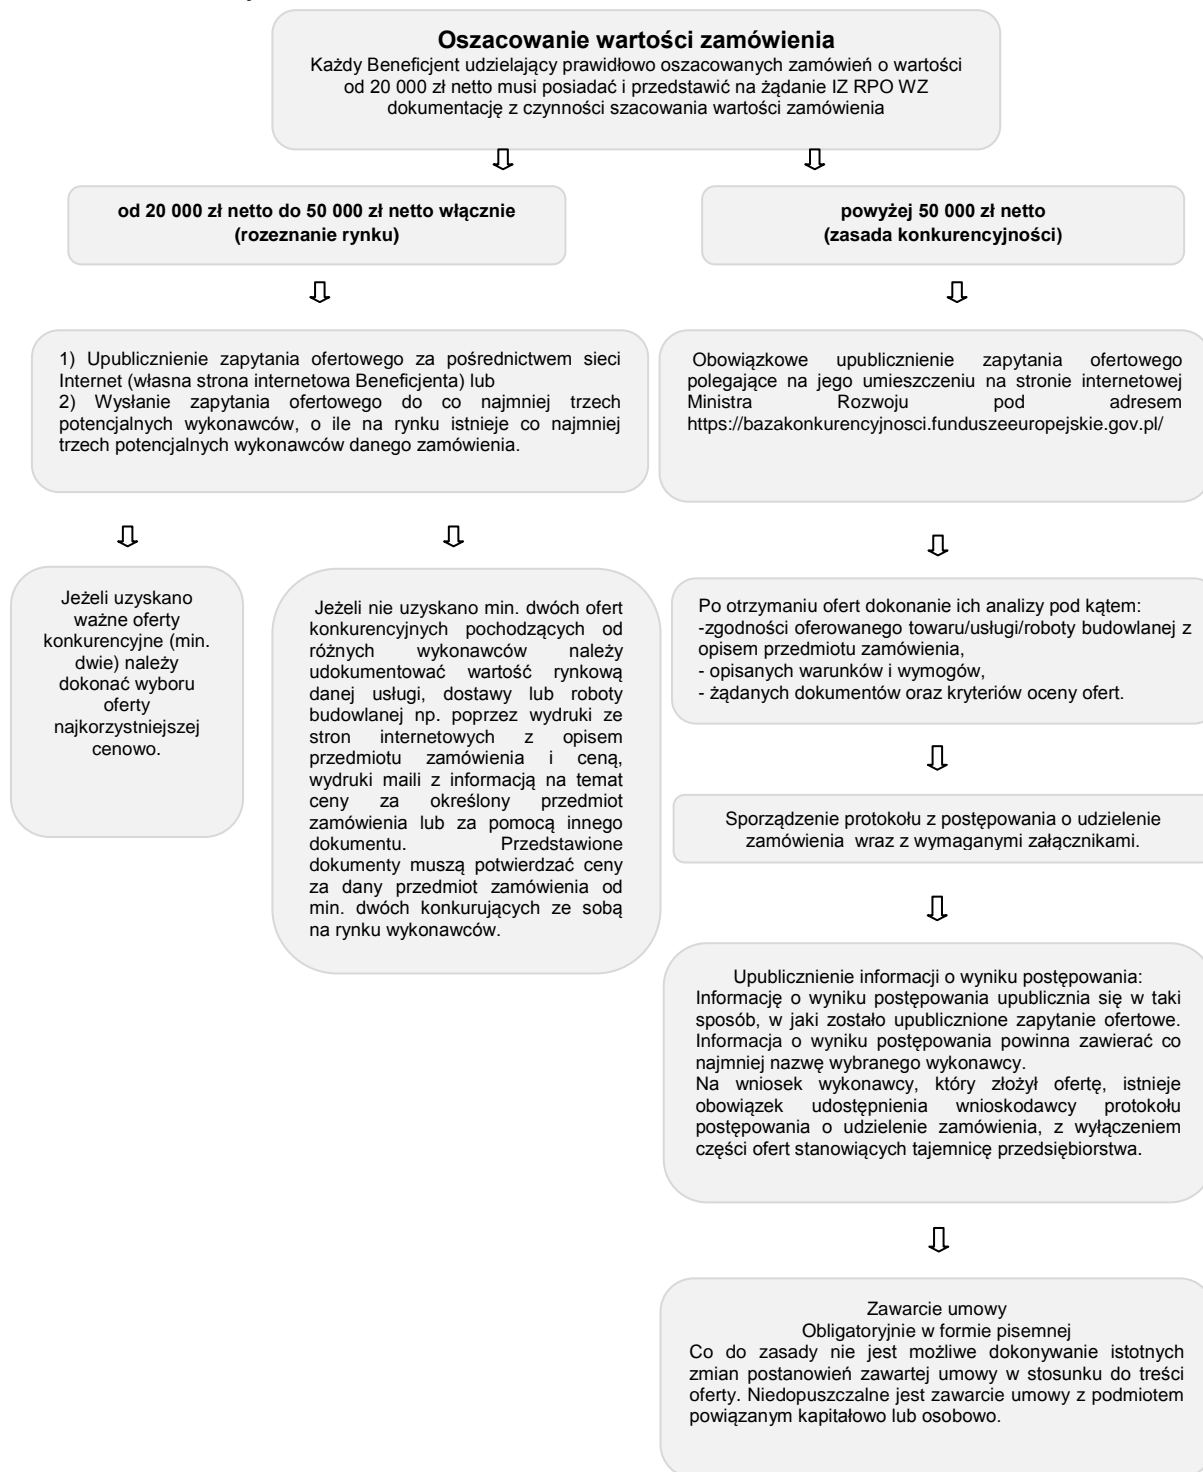 Oszacowanie wartości zamówienia
Każdy Beneficjent udzielający prawidłowo oszacowanych zamówień o wartości
od 20 000 zł netto musi posiadać i przedstawić na żądanie IZ RPO WZ
dokumentację z czynności szacowania wartości zamówienia
od 20 000 zł netto do 50 000 zł netto włącznie
(rozeznanie rynku)
powyżej 50 000 zł netto
(zasada konkurencyjności)
1) Upublicznienie zapytania ofertowego za pośrednictwem sieci
Internet (własna strona internetowa Beneficjenta) lub
2) Wysłanie zapytania ofertowego do co najmniej trzech
potencjalnych wykonawców, o ile na rynku istnieje co najmniej
trzech potencjalnych wykonawców danego zamówienia.
Obowiązkowe upublicznienie zapytania ofertowego
polegające na jego umieszczeniu na stronie internetowej
Ministra Rozwoju pod adresem
https://bazakonkurencyjnosci.funduszeeuropejskie.gov.pl/
Jeżeli uzyskano
ważne oferty
konkurencyjne (min.
dwie) należy
dokonać wyboru
oferty
najkorzystniejszej
cenowo.
Jeżeli nie uzyskano min. dwóch ofert
konkurencyjnych pochodzących od
różnych wykonawców należy
udokumentować wartość rynkową
danej usługi, dostawy lub roboty
budowlanej np. poprzez wydruki ze
stron internetowych z opisem
przedmiotu zamówienia i ceną,
wydruki maili z informacją na temat
ceny za określony przedmiot
zamówienia lub za pomocą innego
dokumentu. Przedstawione
dokumenty muszą potwierdzać ceny
za dany przedmiot zamówienia od
min. dwóch konkurujących ze sobą
na rynku wykonawców.
Po otrzymaniu ofert dokonanie ich analizy pod kątem:
-zgodności oferowanego towaru/usługi/roboty budowlanej z
opisem przedmiotu zamówienia,
- opisanych warunków i wymogów,
- żądanych dokumentów oraz kryteriów oceny ofert.
Sporządzenie protokołu z postępowania o udzielenie
zamówienia wraz z wymaganymi załącznikami.
Upublicznienie informacji o wyniku postępowania:
Informację o wyniku postępowania upublicznia się w taki
sposób, w jaki zostało upublicznione zapytanie ofertowe.
Informacja o wyniku postępowania powinna zawierać co
najmniej nazwę wybranego wykonawcy.
Na wniosek wykonawcy, który złożył ofertę, istnieje
obowiązek udostępnienia wnioskodawcy protokołu
postępowania o udzielenie zamówienia, z wyłączeniem
części ofert stanowiących tajemnicę przedsiębiorstwa.
Zawarcie umowy
Obligatoryjnie w formie pisemnej
Co do zasady nie jest możliwe dokonywanie istotnych
zmian postanowień zawartej umowy w stosunku do treści
oferty. Niedopuszczalne jest zawarcie umowy z podmiotem
powiązanym kapitałowo lub osobowo.